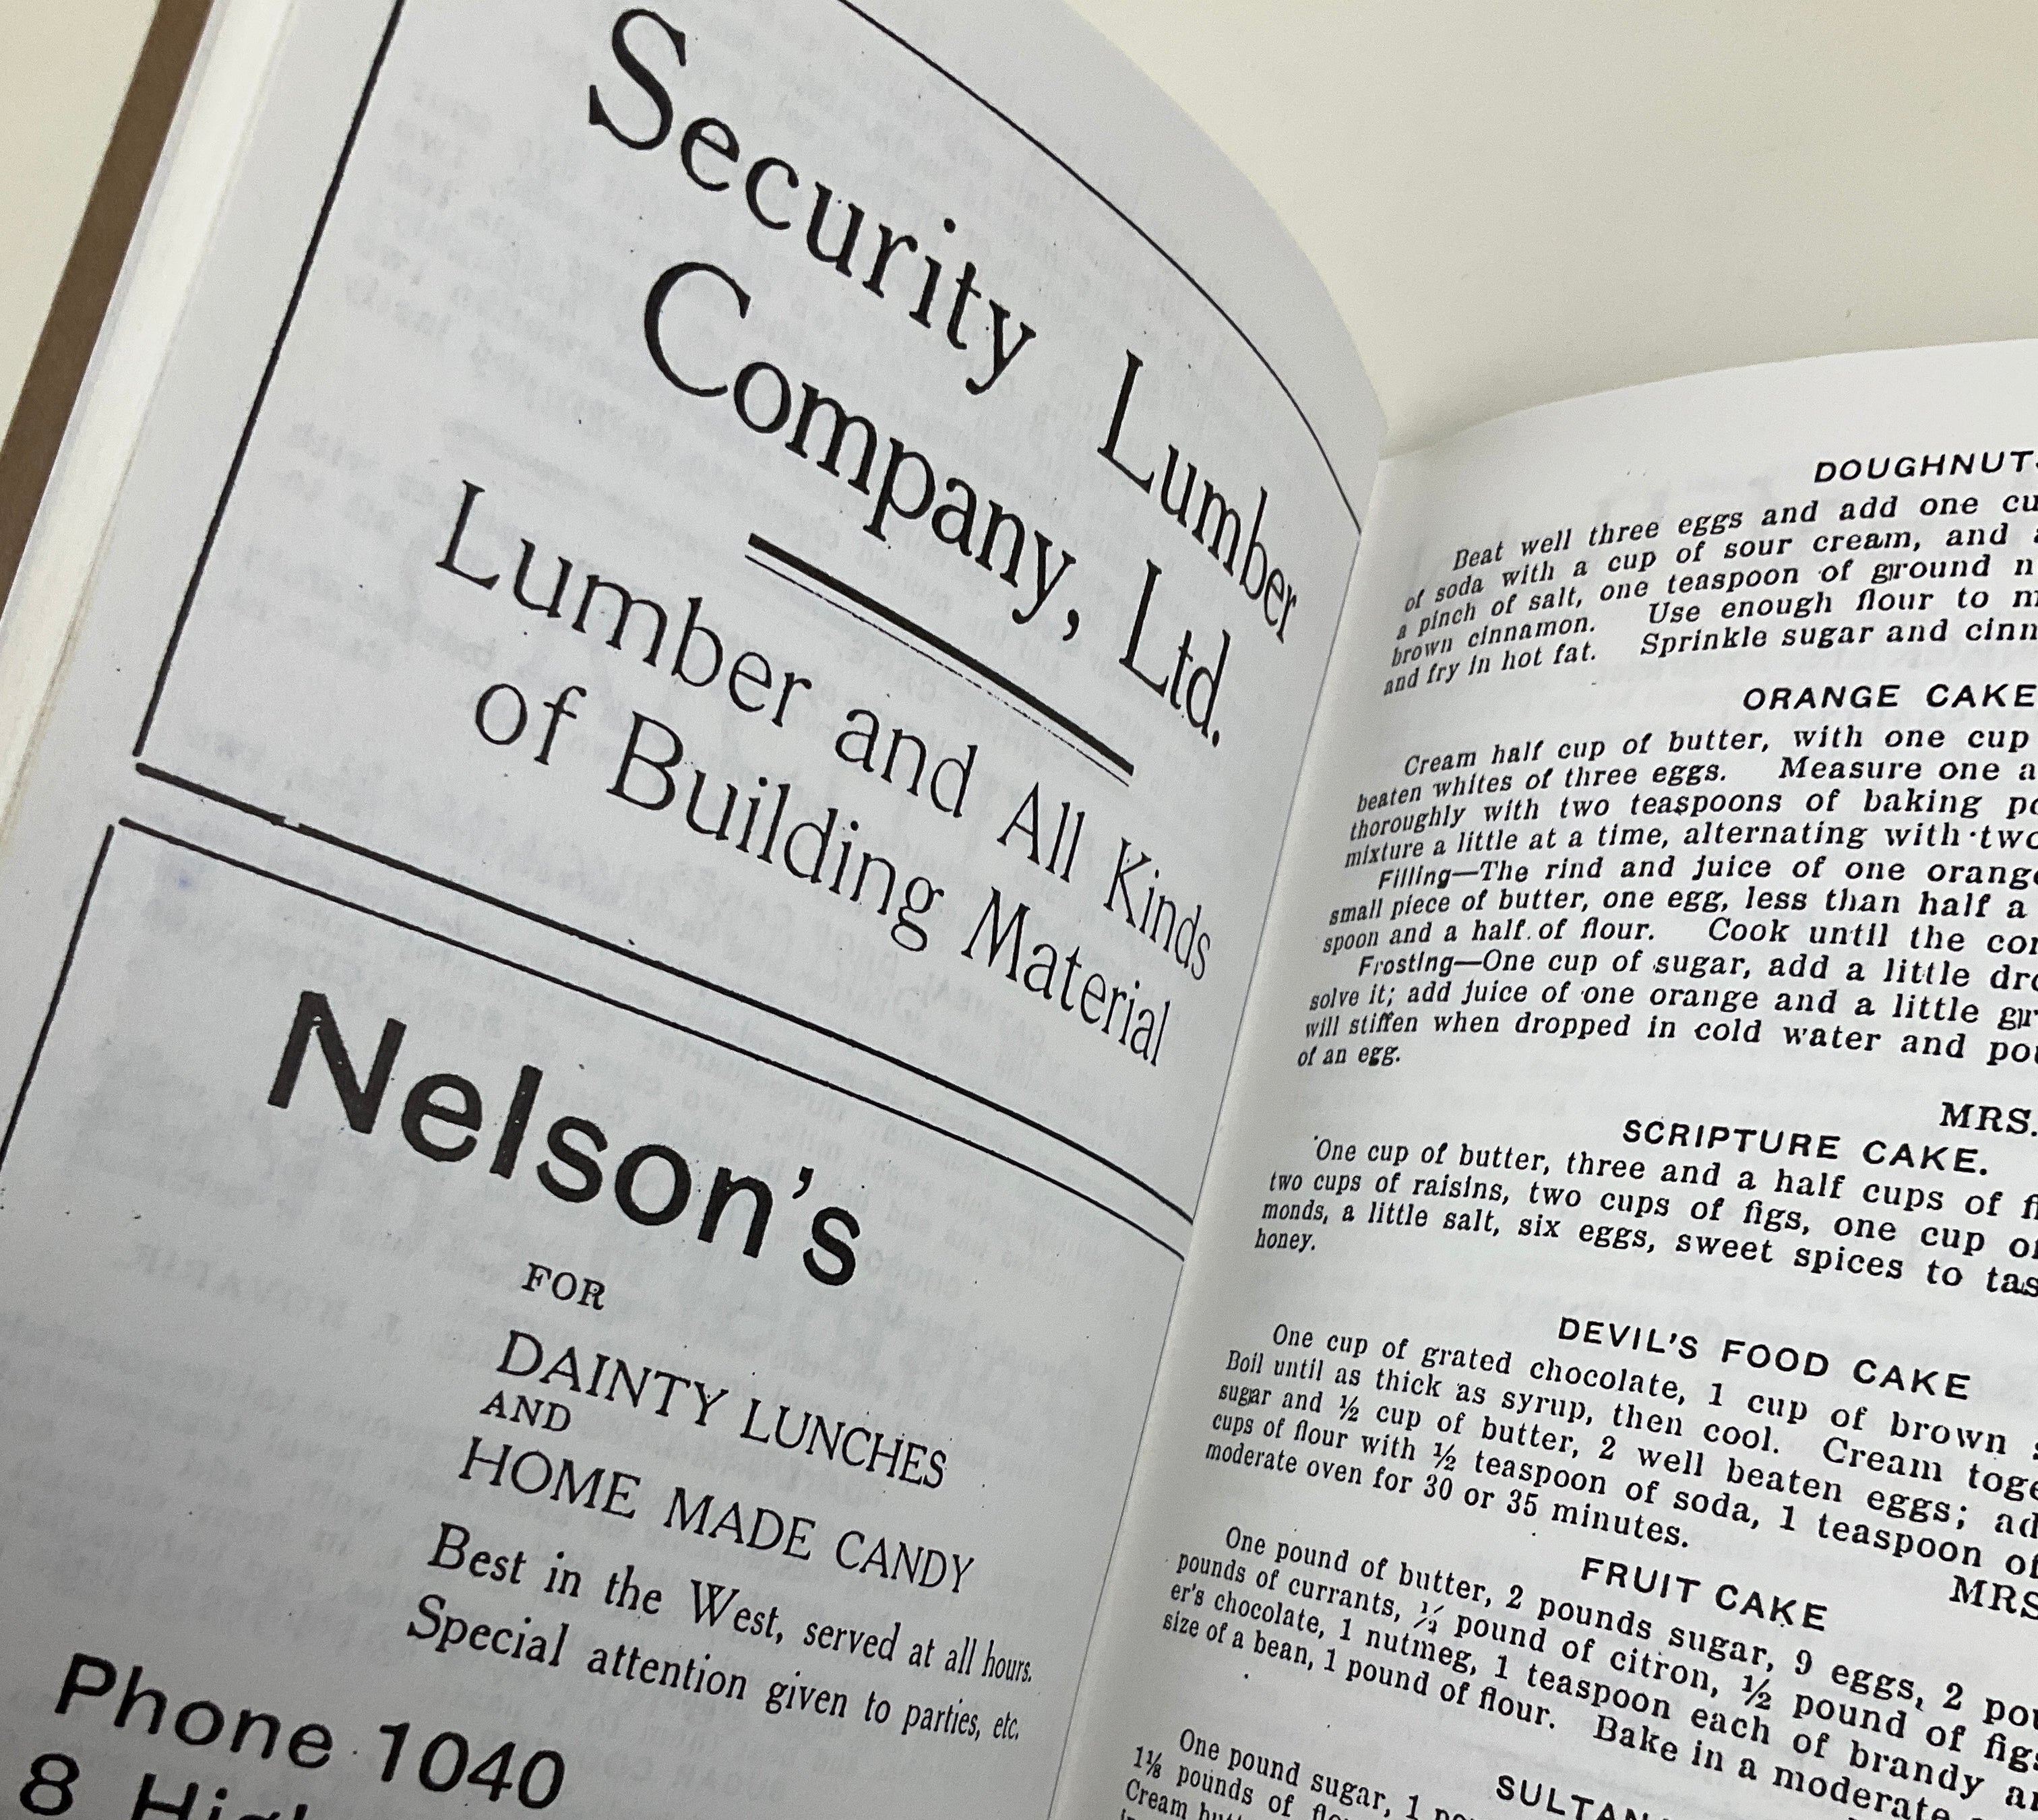 Security Lumber
Company, Ltd.
Lumber and All Kinds
of Building Material
Nelson's
FOR
DAINTY LUNCHES
AND
HOME MADE CANDY
Best in the West, served at all hours.
Special attention given to parties, etc.
Phone 1040
8
DOUGHNUTS
Beat well three eggs and add one
of soda with a cup of sour cream, and
a pinch of salt, one teaspoon of ground
brown cinnamon. Use enough flour to
and fry in hot fat. Sprinkle sugar and
ORANGE CAKE
Cream half cup of butter, with one cup
beaten whites of three eggs. Measure one
thoroughly with two teaspoons of baking
mixture a little at a time, alternating with two
Filling—The rind and juice of one orange
small piece of butter, one egg, less than half a
spoon and a half of flour. Cook until the
Frosting—One cup of sugar, add a little
solve it; add juice of one orange and a little
will stiffen when dropped in cold water and
of an egg.
MRS.
SCRIPTURE CAKE.
One cup of butter, three and a half cups of
two cups of raisins, two cups of figs, one cup of
monds, a little salt, six eggs, sweet spices to
honey.
DEVIL'S FOOD CAKE
One cup of grated chocolate, 1 cup of brown
Boil until as thick as syrup, then cool. Cream
sugar and ½ cup of butter, 2 well beaten eggs;
cups of flour with ½ teaspoon of soda, 1 teaspoon of
moderate oven for 30 or 35 minutes.
MRS
FRUIT CAKE
One pound of butter, 2 pounds sugar, 9 eggs, 2
pounds of currants, ½ pound of citron, ½ pound of figs
er's chocolate, 1 nutmeg, 1 teaspoon each of brandy
size of a bean, 1 pound of flour. Bake in a moderate
SULTANA
One pound sugar, 1
1⅛ pounds of
Cream